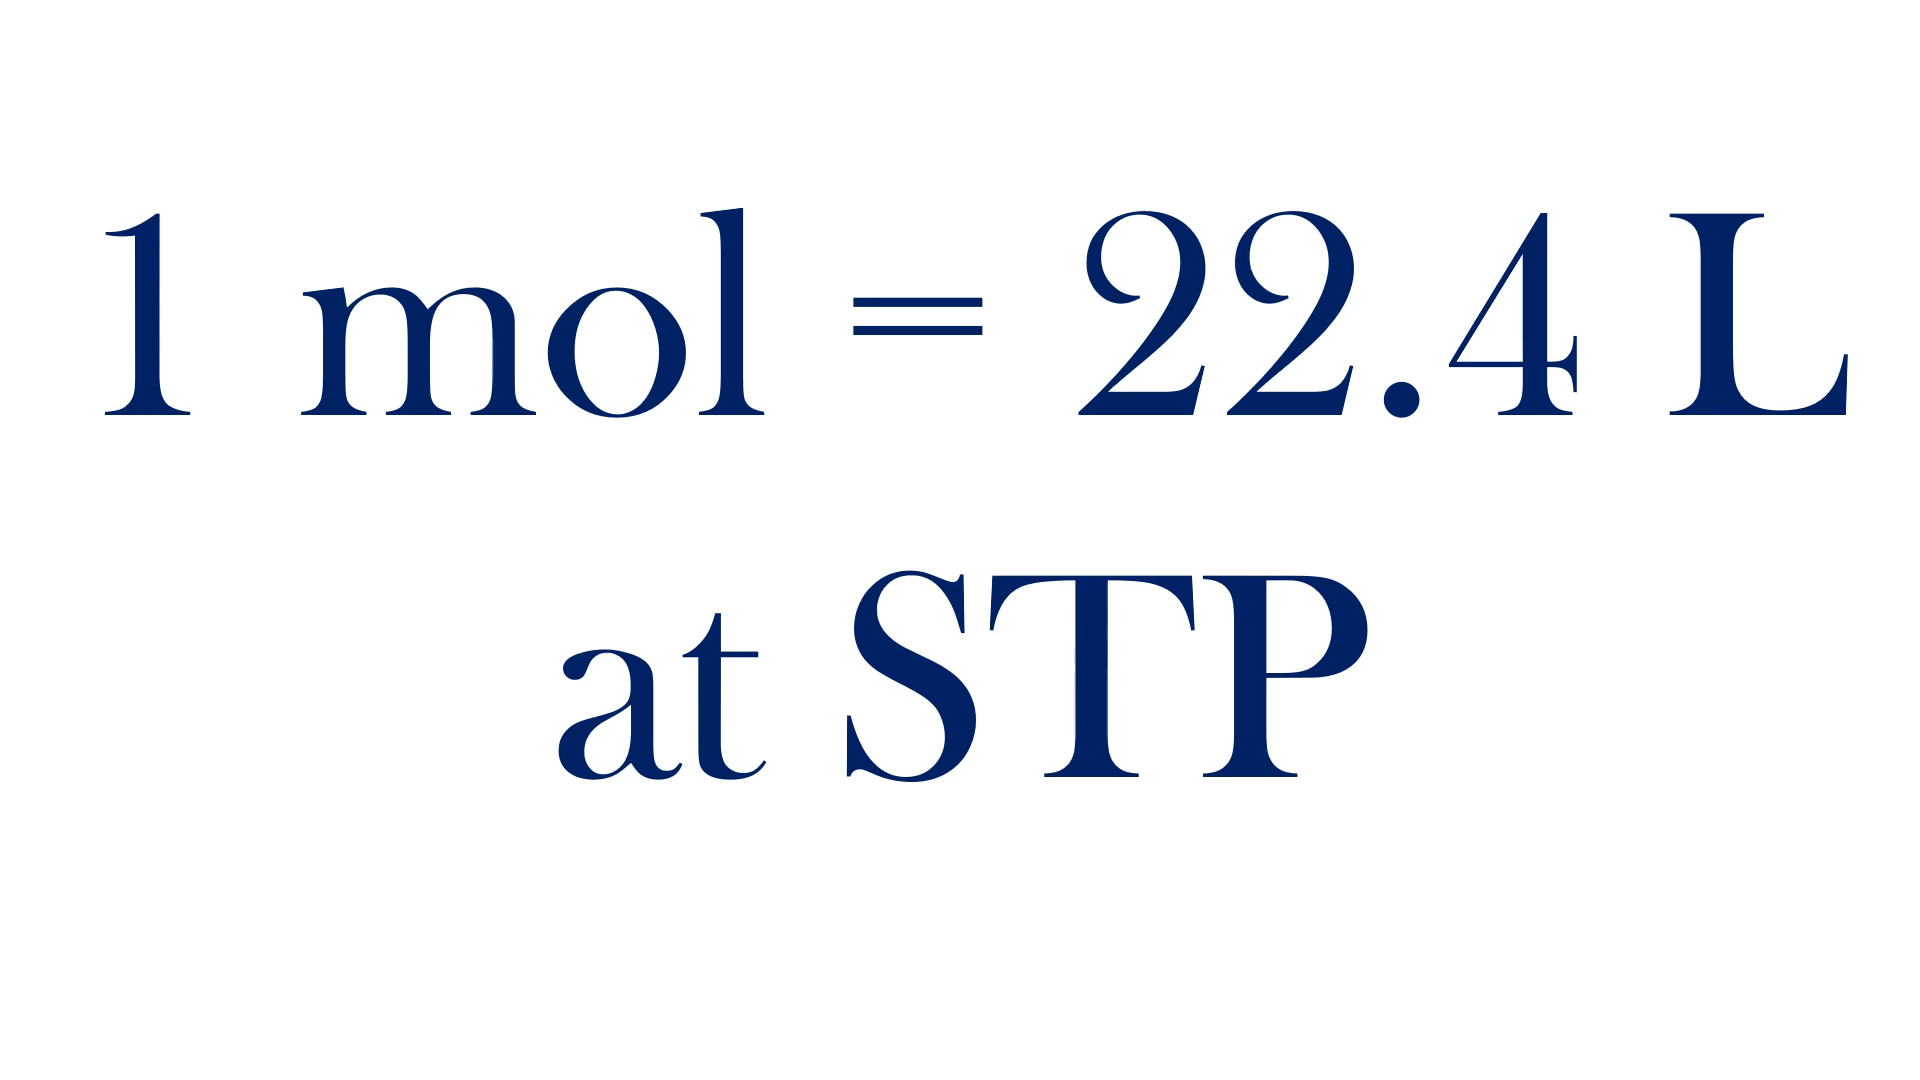 1 mol = 22.4 L
at STP